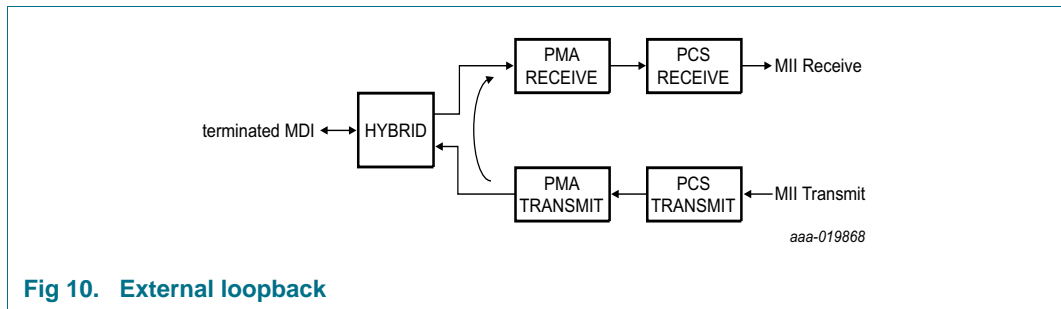 PMA
RECEIVE
PCS
RECEIVE
MII Receive
terminated MDI
HYBRID
PMA
TRANSMIT
PCS
TRANSMIT
MII Transmit
aaa-019868
Fig 10. External loopback